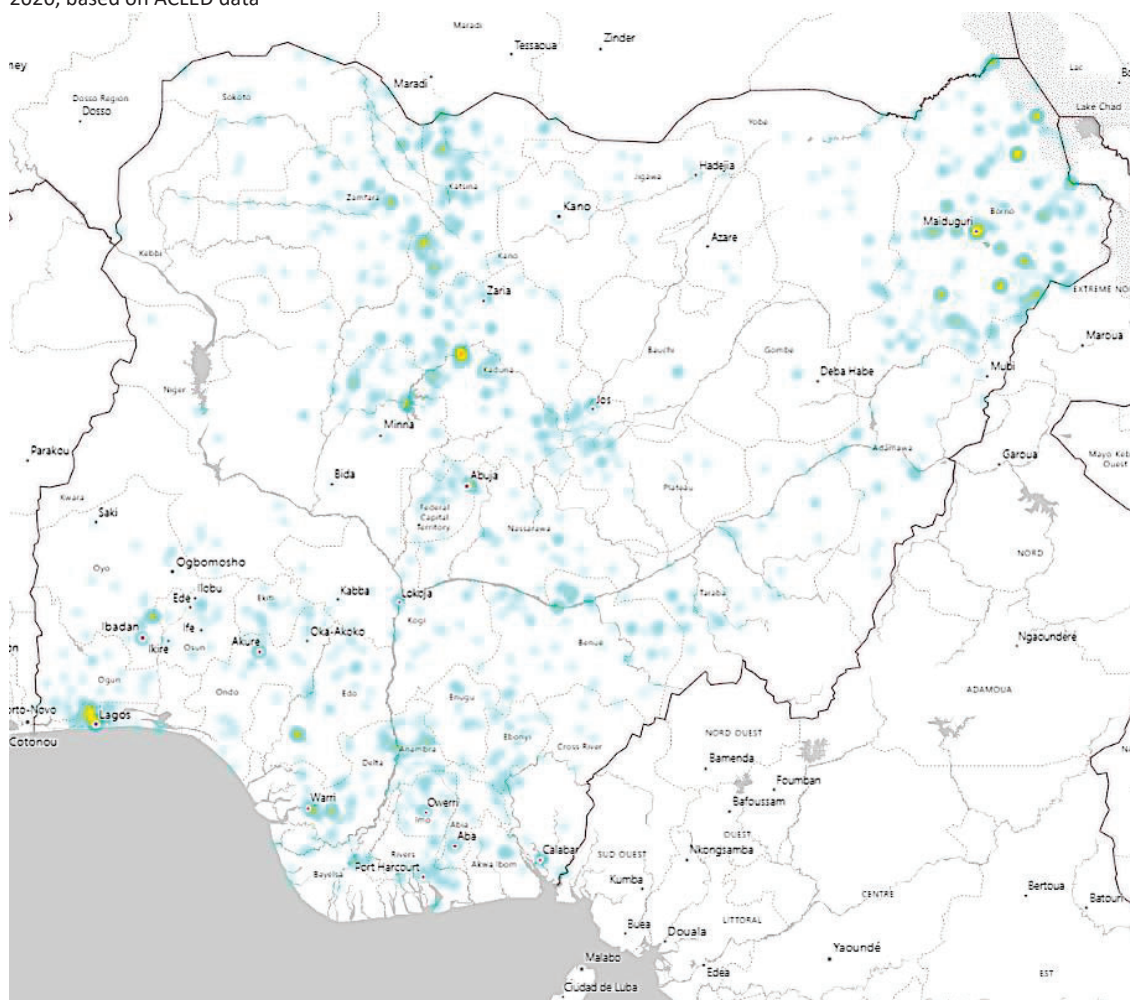 2020, based on ACLED data
Maradi
Tessaoua
Zinder
Maradi
Lac
Dosso Region
Dosso
Sokoto
Lake Chad
Yobe
Hadejia
Jigawa
Katsina
Zamfara
Kano
Borno
Maiduguri
Azare
Kebbi
Kano
Zaria
EXTREME NO
Maroua
Bauchi
Gombe
Kaduna
Deba Habe
Mubi
Niger
Jos
Minna
Parakou
Adamawa
Garoua
Mayo Keb
Ouest
Bida
Abuja
Plateau
Kwara
Saki
Federal
Capital
Territory
Nassarawa
NORD
Oyo
Ogbomosho
Ilobu
Ede
Ekiti
Kabba
Lokoja
Taraba
Kogi
Ibadan
Ife
Ikire
Osun
Akure
Oka-Akoko
Benue
Ngaoundéré
Ogun
Ondo
Edo
Enugu
ADAMOUA
orto-Novo
Lagos
Cotonou
Anambra
Ebonyi
Cross River
NORD OUEST
Delta
Bamenda
Foumban
Warri
Owerri
Imo
Abia
Bafoussam
Aba
OUEST
Rivers
Akwa Ibom
Calabar
SUD OUEST
Nkongsamba
Bayelsa
Port Harcourt
Kumba
CENTRE
Bertoua
Batouri
LITTORAL
Buea
Douala
Yaoundé
Malabo
Edéa
EST
Ciudad de Luba